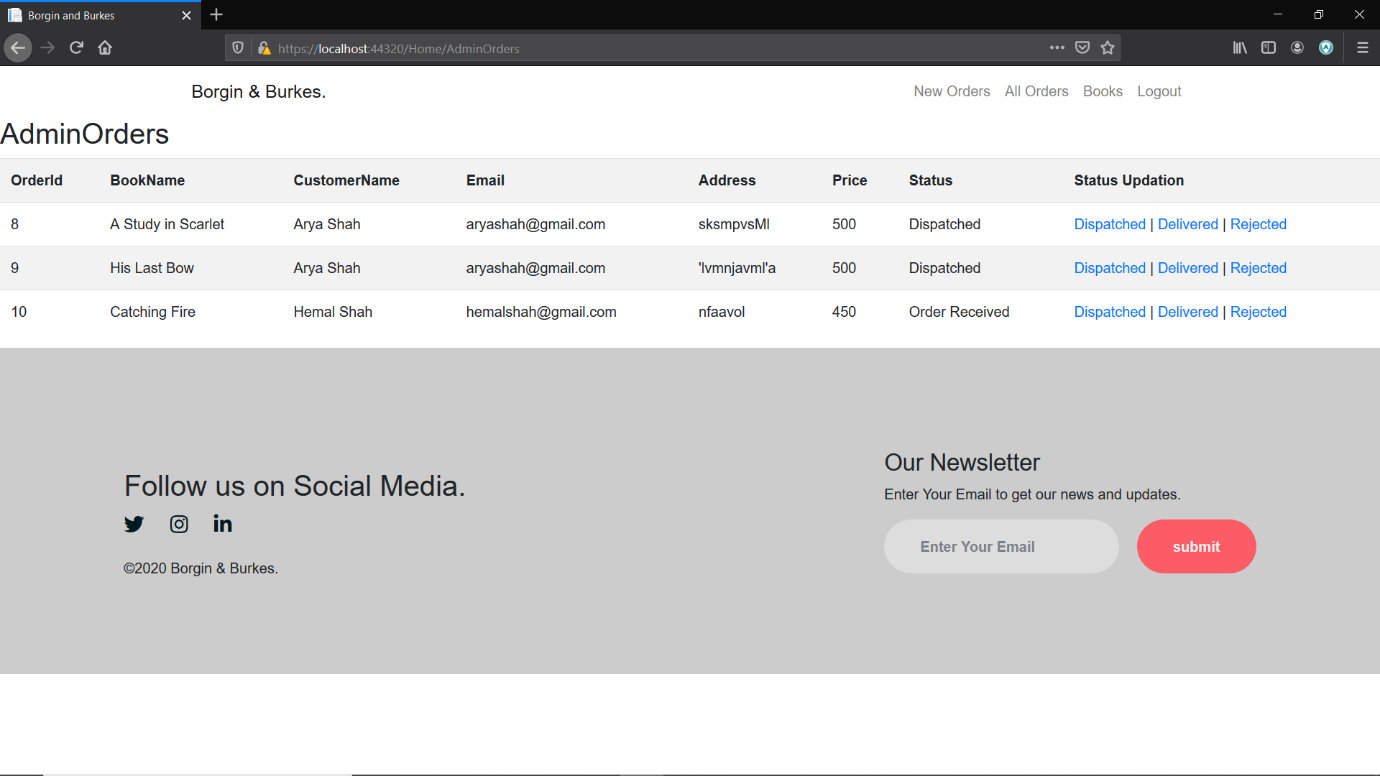 Borgin and Burkes
https://localhost:44320/Home/AdminOrders
Borgin & Burkes. New Orders All Orders Books Logout
AdminOrders
OrderId BookName CustomerName Email Address Price Status Status Updation
8 A Study in Scarlet Arya Shah aryashah@gmail.com sksmpvsMl 500 Dispatched Dispatched | Delivered | Rejected
9 His Last Bow Arya Shah aryashah@gmail.com 'lvmnjavml'a 500 Dispatched Dispatched | Delivered | Rejected
10 Catching Fire Hemal Shah hemalshah@gmail.com nfaavol 450 Order Received Dispatched | Delivered | Rejected
Follow us on Social Media.
©2020 Borgin & Burkes.
Our Newsletter
Enter Your Email to get our news and updates.
Enter Your Email submit